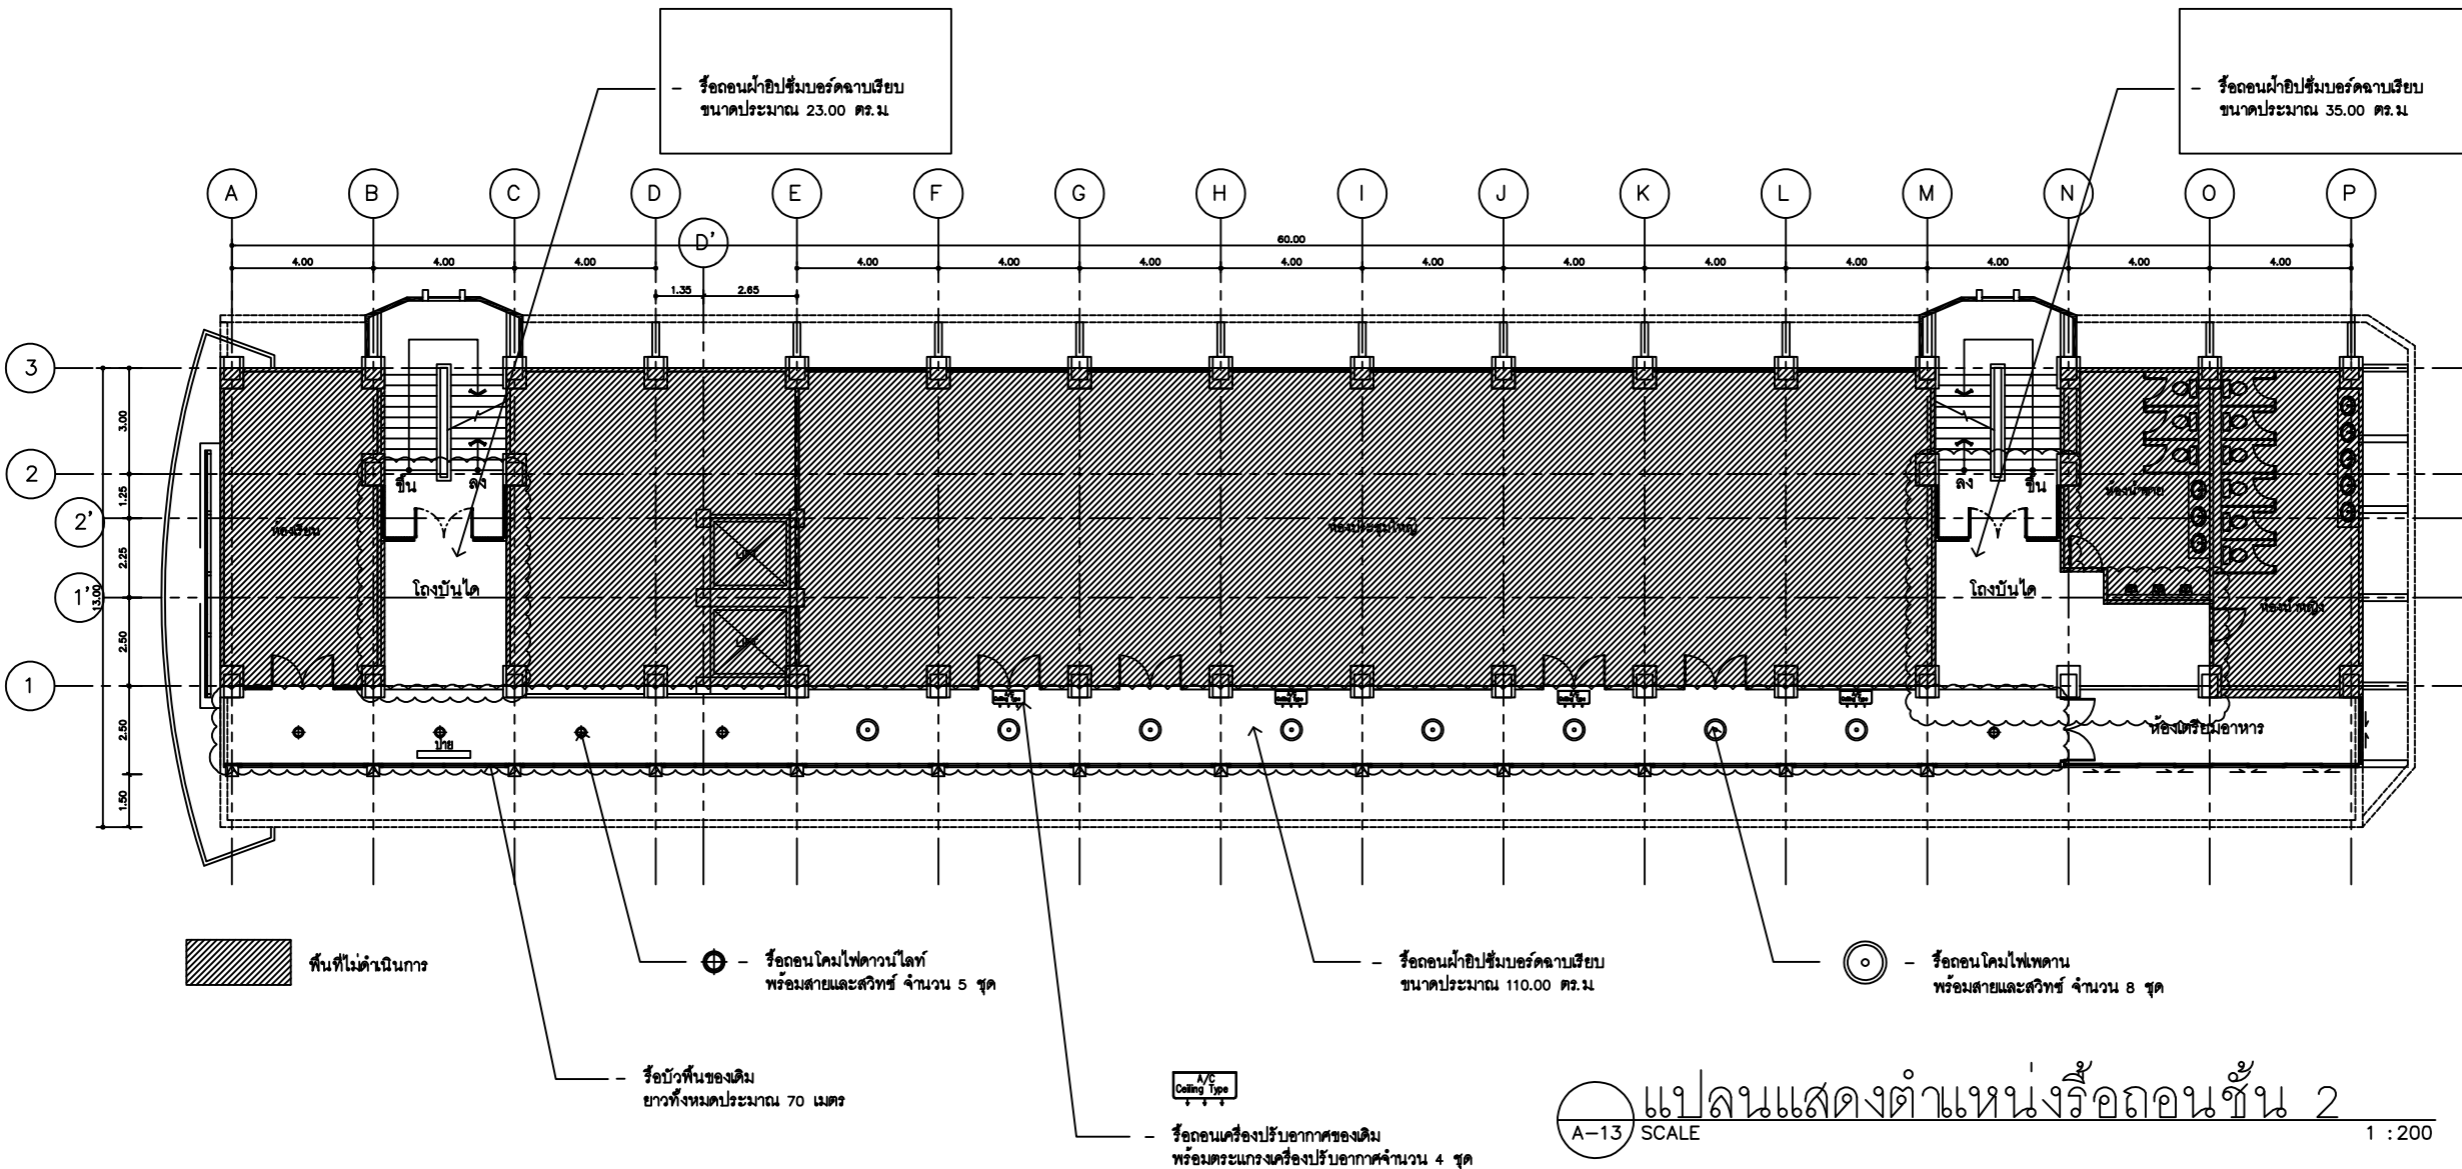 - รื้อถอนฝ้ายิปซั่มบอร์ดฉาบเรียบ
ขนาดประมาณ 23.00 ตร.ม.
- รื้อถอนฝ้ายิปซั่มบอร์ดฉาบเรียบ
ขนาดประมาณ 35.00 ตร.ม.
A B C D E F G H I J K L M N O P
D'
60.00
4.00 4.00 4.00 4.00 4.00 4.00 4.00 4.00 4.00 4.00 4.00 4.00 4.00 4.00
1.35 2.65
3
3.00
2
ขึ้น ลง ลง ขึ้น
1.25
2'
ห้องเรียน ห้องประชุมใหญ่ ห้องน้ำชาย
2.25
LIFT
โถงบันได โถงบันได
1'
13.00
ห้องน้ำหญิง
2.50
LIFT
1
2.50
ป้าย
ห้องเตรียมอาหาร
1.50
พื้นที่ไม่ดำเนินการ
- รื้อถอนโคมไฟดาวน์ไลท์
พร้อมสายและสวิทซ์ จำนวน 5 ชุด
- รื้อถอนฝ้ายิปซั่มบอร์ดฉาบเรียบ
ขนาดประมาณ 110.00 ตร.ม.
- รื้อถอนโคมไฟเพดาน
พร้อมสายและสวิทซ์ จำนวน 8 ชุด
- รื้อบัวพื้นของเดิม
ยาวทั้งหมดประมาณ 70 เมตร
A/C
Ceiling Type
- รื้อถอนเครื่องปรับอากาศของเดิม
พร้อมตระแกรงเครื่องปรับอากาศจำนวน 4 ชุด
แปลนแสดงตำแหน่งรื้อถอนชั้น 2
A-13 SCALE 1 :200